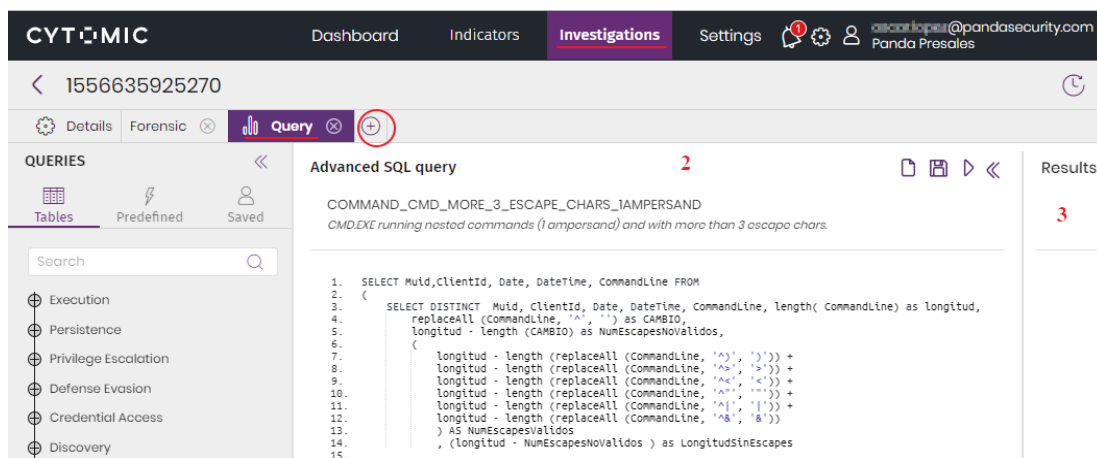 CYTOMIC
Dashboard Indicators Investigations Settings 1 @pandasecurity.com
Panda Presales
1556635925270
Details Forensic Query
QUERIES
Tables Predefined Saved
Search
Execution
Persistence
Privilege Escalation
Defense Evasion
Credential Access
Discovery
Advanced SQL query 2
COMMAND_CMD_MORE_3_ESCAPE_CHARS_1AMPERSAND
CMD.EXE running nested commands (1 ampersand) and with more than 3 escape chars.
1. SELECT Muid,ClientId, Date, DateTime, CommandLine FROM
2. (
3. SELECT DISTINCT Muid, ClientId, Date, DateTime, CommandLine, length( CommandLine) as longitud,
4. replaceAll (CommandLine, '^', '') as CAMBIO,
5. longitud - length (CAMBIO) as NumEscapesNoValidos,
6. (
7. longitud - length (replaceAll (CommandLine, '^)', ')')) +
8. longitud - length (replaceAll (CommandLine, '^>', '>')) +
9. longitud - length (replaceAll (CommandLine, '^<', '<')) +
10. longitud - length (replaceAll (CommandLine, '^"', '"')) +
11. longitud - length (replaceAll (CommandLine, '^|', '|')) +
12. longitud - length (replaceAll (CommandLine, '^&', '&'))
13. ) AS NumEscapesValidos
14. , (longitud - NumEscapesNoValidos ) as LongitudSinEscapes
15
Results
3